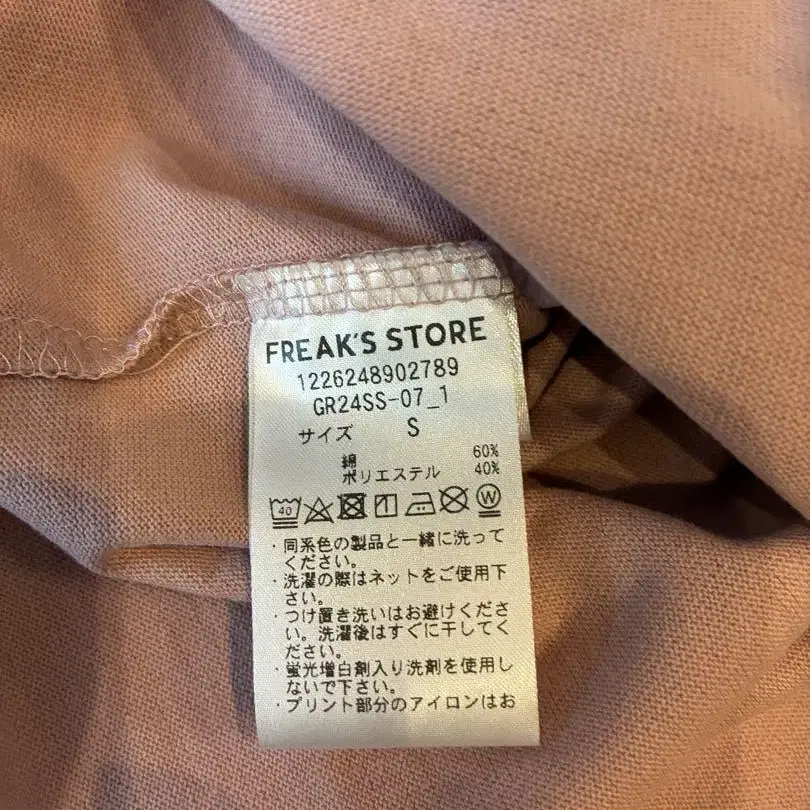 FREAK'S STORE
1226248902789
GR24SS-07_1
サイズ S
綿 60%
ポリエステル 40%
40 W
・同系色の製品と一緒に洗って
ください。
・洗濯の際はネットをご使用下
さい。
・つけ置き洗いはお避けくださ
い。洗濯後はすぐに干してく
ださい。
・蛍光増白剤入り洗剤を使用し
ないで下さい。
・プリント部分のアイロンはお